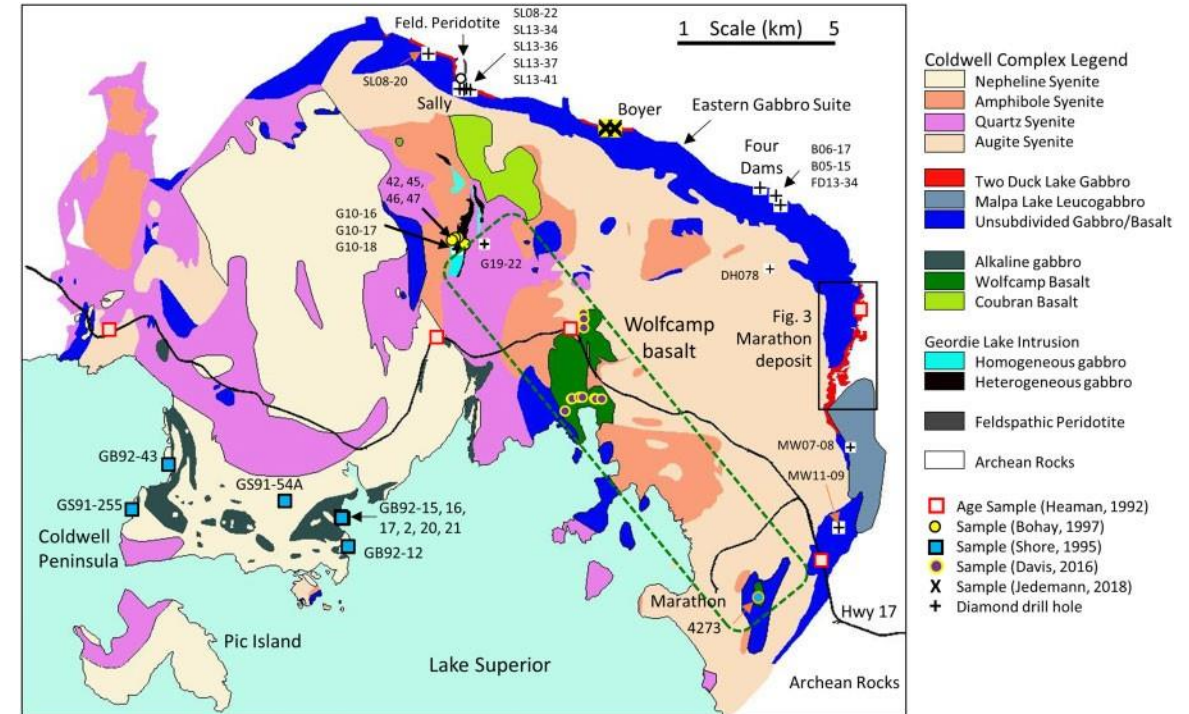 Feld. Peridotite
SL08-22
SL13-34
SL13-36
SL13-37
SL13-41
1 Scale (km) 5
SL08-20
Sally
Boyer
Eastern Gabbro Suite
Four
Dams
B06-17
B05-15
FD13-34
42, 45,
46, 47
G10-16
G10-17
G10-18
G19-22
DH078
Wolfcamp
basalt
Fig. 3
Marathon
deposit
GB92-43
GS91-54A
GS91-255
GB92-15, 16,
17, 2, 20, 21
GB92-12
Coldwell
Peninsula
MW07-08
MW11-09
Marathon
4273
Hwy 17
Pic Island
Lake Superior
Archean Rocks
Coldwell Complex Legend
Nepheline Syenite
Amphibole Syenite
Quartz Syenite
Augite Syenite
Two Duck Lake Gabbro
Malpa Lake Leucogabbro
Unsubdivided Gabbro/Basalt
Alkaline gabbro
Wolfcamp Basalt
Coubran Basalt
Geordie Lake Intrusion
Homogeneous gabbro
Heterogeneous gabbro
Feldspathic Peridotite
Archean Rocks
Age Sample (Heaman, 1992)
Sample (Bohay, 1997)
Sample (Shore, 1995)
Sample (Davis, 2016)
Sample (Jedemann, 2018)
Diamond drill hole